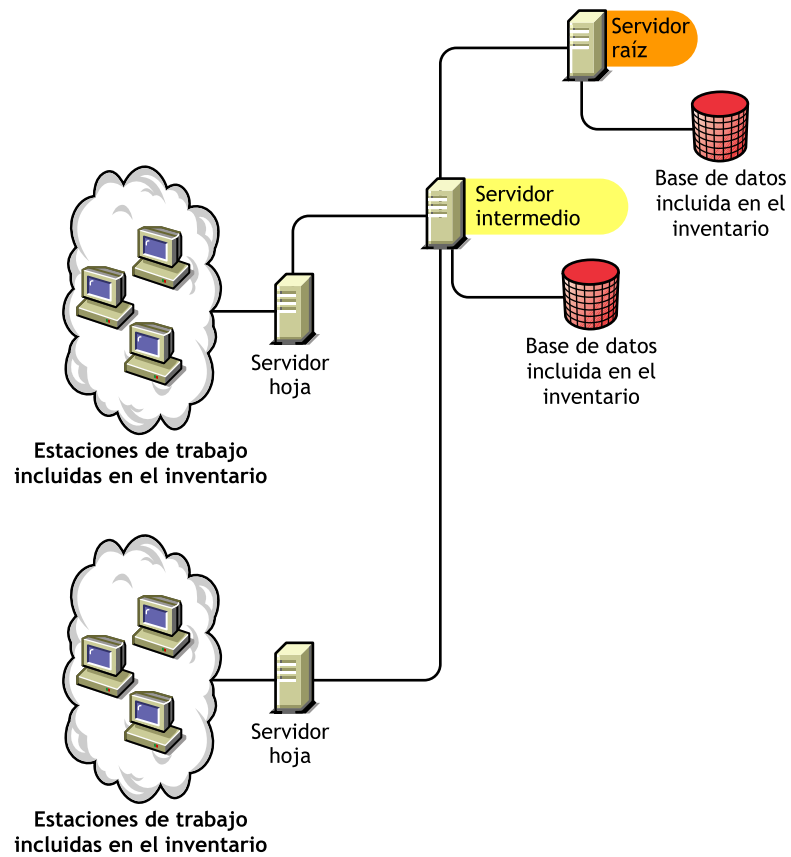 Servidor
raíz
Base de datos
incluida en el
inventario
Servidor
intermedio
Base de datos
incluida en el
inventario
Servidor
hoja
Estaciones de trabajo
incluidas en el inventario
Servidor
hoja
Estaciones de trabajo
incluidas en el inventario